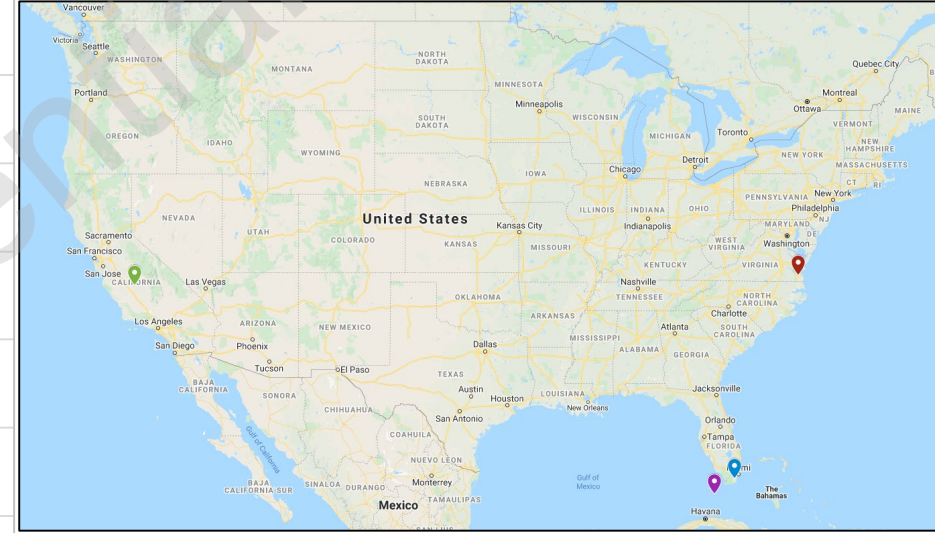 Vancouver
Victoria
Seattle
WASHINGTON
MONTANA
NORTH
DAKOTA
MINNESOTA
Quebec City
Montreal
Ottawa
MAINE
Portland
OREGON
IDAHO
WYOMING
SOUTH
DAKOTA
Minneapolis
WISCONSIN
MICHIGAN
Toronto
VERMONT
NEW
HAMPSHIRE
MASSACHUSETTS
NEW YORK
CT
RI
Detroit
Chicago
IOWA
NEBRASKA
PENNSYLVANIA
New York
Philadelphia
NJ
NEVADA
UTAH
United States
COLORADO
KANSAS
Kansas City
MISSOURI
ILLINOIS
INDIANA
Indianapolis
OHIO
WEST
VIRGINIA
MARYLAND
DE
Washington
Sacramento
San Francisco
San Jose
CALIFORNIA
Las Vegas
KENTUCKY
VIRGINIA
Nashville
TENNESSEE
NORTH
CAROLINA
Charlotte
SOUTH
CAROLINA
Los Angeles
San Diego
ARIZONA
Phoenix
Tucson
NEW MEXICO
OKLAHOMA
ARKANSAS
MISSISSIPPI
ALABAMA
Atlanta
GEORGIA
Dallas
El Paso
TEXAS
Austin
Houston
San Antonio
LOUISIANA
New Orleans
Jacksonville
Orlando
Tampa
FLORIDA
BAJA
CALIFORNIA
SONORA
CHIHUAHUA
COAHUILA
Gulf of California
NUEVO LEON
Monterrey
BAJA
CALIFORNIA SUR
SINALOA
DURANGO
TAMAULIPAS
Mexico
Gulf of
Mexico
The
Bahamas
Havana